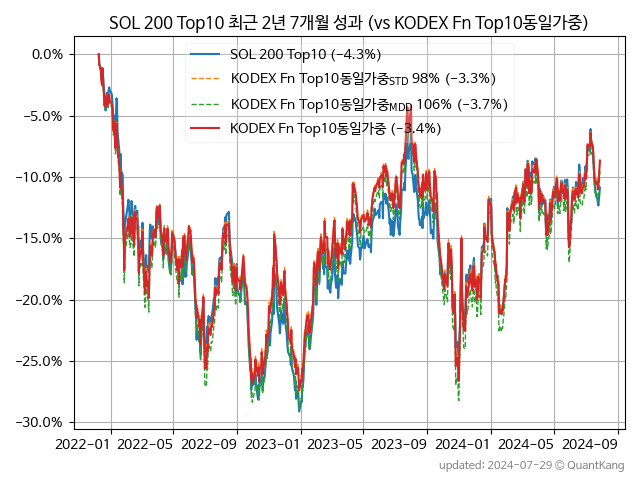 SOL 200 Top10 최근 2년 7개월 성과 (vs KODEX Fn Top10동일가중)
SOL 200 Top10 (−4.3%)
KODEX Fn Top10동일가중STD 98% (−3.3%)
KODEX Fn Top10동일가중MDD 106% (−3.7%)
KODEX Fn Top10동일가중 (−3.4%)
0.0%
−5.0%
−10.0%
−15.0%
−20.0%
−25.0%
−30.0%
2022−01 2022−05 2022−09 2023−01 2023−05 2023−09 2024−01 2024−05 2024−09
updated: 2024-07-29 © QuantKang